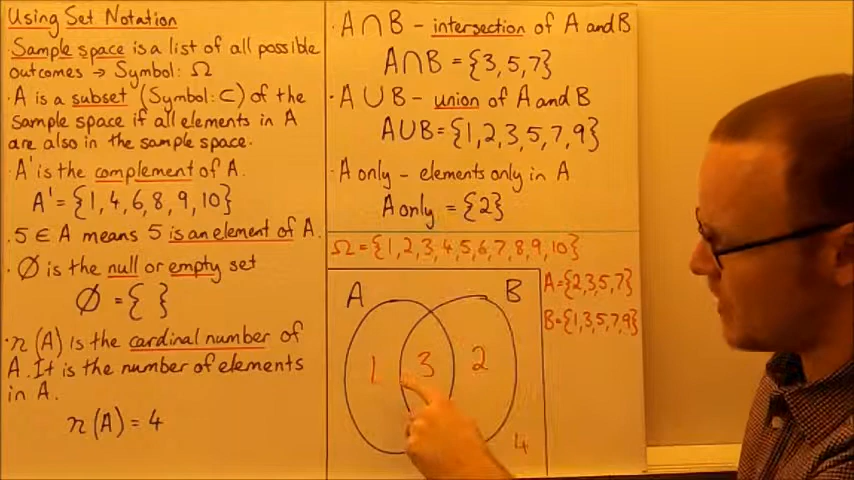 Using Set Notation
· Sample space is a list of all possible
outcomes → Symbol: Ω
· A is a subset (Symbol: ⊂) of the
sample space if all elements in A
are also in the sample space.
· A' is the complement of A.
A' = {1, 4, 6, 8, 9, 10}
· 5 ∈ A means 5 is an element of A.
· ∅ is the null or empty set
∅ = { }
· n(A) is the cardinal number of
A. It is the number of elements
in A.
n(A) = 4
· A∩B - intersection of A and B
A∩B = {3, 5, 7}
· A∪B - union of A and B
A∪B = {1, 2, 3, 5, 7, 9}
· A only - elements only in A
A only = {2}
Ω = {1, 2, 3, 4, 5, 6, 7, 8, 9, 10}
A = {2, 3, 5, 7}
B = {1, 3, 5, 7, 9}
A B
1 3 2
4